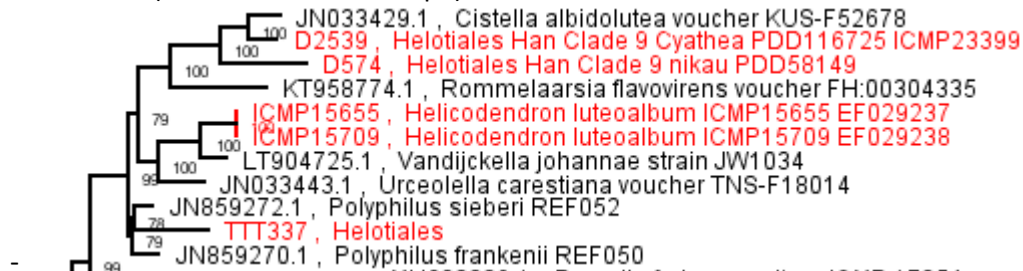 JN033429.1 , Cistella albidolutea voucher KUS-F52678
100
D2539 , Helotiales Han Clade 9 Cyathea PDD116725 ICMP23399
100
D574 , Helotiales Han Clade 9 nikau PDD58149
100
KT958774.1 , Rommelaarsia flavovirens voucher FH:00304335
79
ICMP15655 , Helicodendron luteoalbum ICMP15655 EF029237
100
ICMP15709 , Helicodendron luteoalbum ICMP15709 EF029238
100
LT904725.1 , Vandijckella johannae strain JW1034
100
99
JN033443.1 , Urceolella carestiana voucher TNS-F18014
JN859272.1 , Polyphilus sieberi REF052
78
TTT337 , Helotiales
79
JN859270.1 , Polyphilus frankenii REF050
99